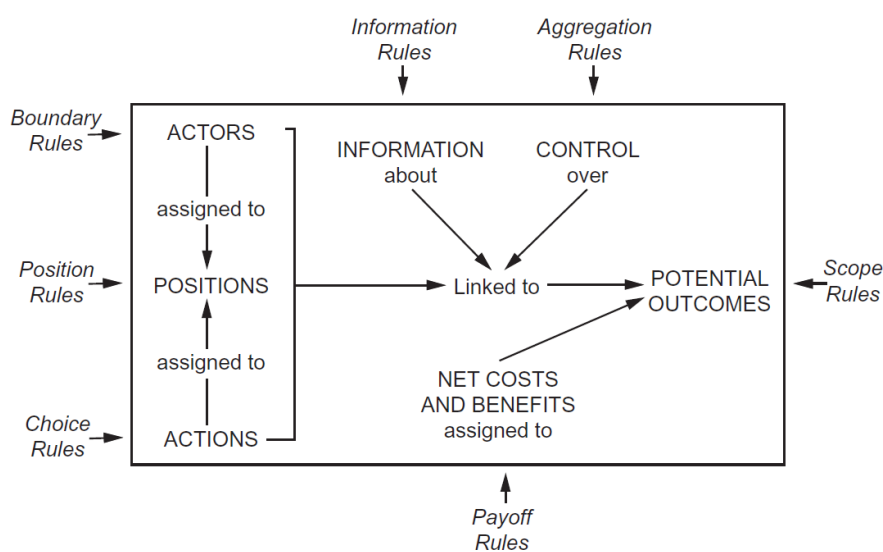 Information
Rules
Aggregation
Rules
Boundary
Rules
ACTORS
INFORMATION
about
CONTROL
over
assigned to
Position
Rules
POSITIONS
Linked to
POTENTIAL
OUTCOMES
Scope
Rules
assigned to
NET COSTS
AND BENEFITS
assigned to
Choice
Rules
ACTIONS
Payoff
Rules